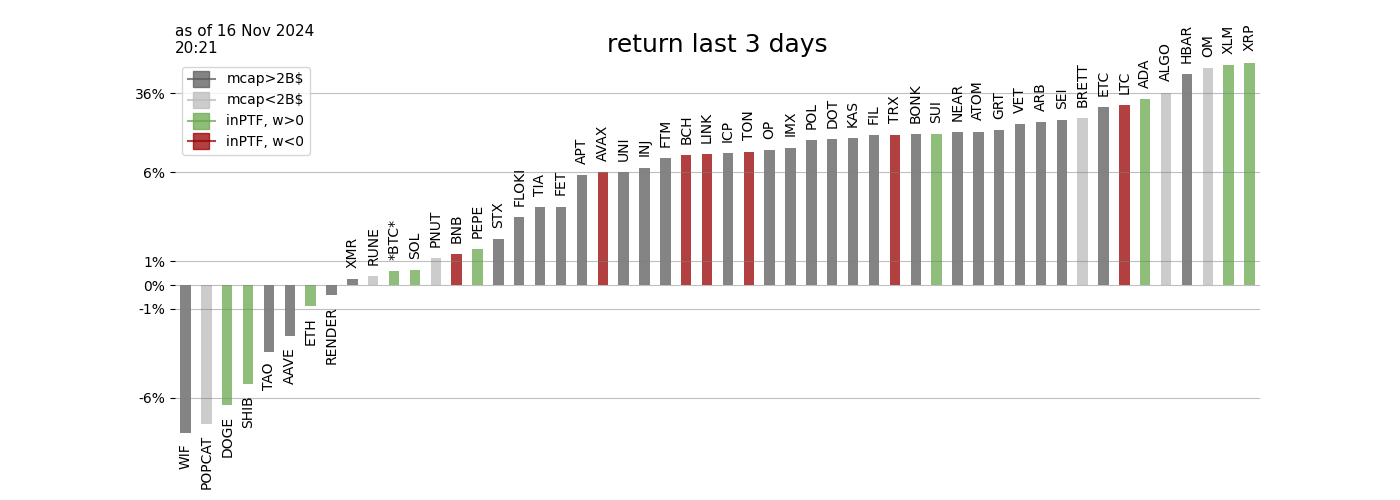 as of 16 Nov 2024
20:21
return last 3 days
mcap>2B$
mcap<2B$
inPTF, w>0
inPTF, w<0
36%
6%
1%
0%
-1%
-6%
WIF
POPCAT
DOGE
SHIB
TAO
AAVE
ETH
RENDER
XMR
RUNE
*BTC*
SOL
PNUT
BNB
PEPE
STX
FLOKI
TIA
FET
APT
AVAX
UNI
INJ
FTM
BCH
LINK
ICP
TON
OP
IMX
POL
DOT
KAS
FIL
TRX
BONK
SUI
NEAR
ATOM
GRT
VET
ARB
SEI
BRETT
ETC
LTC
ADA
ALGO
HBAR
OM
XLM
XRP